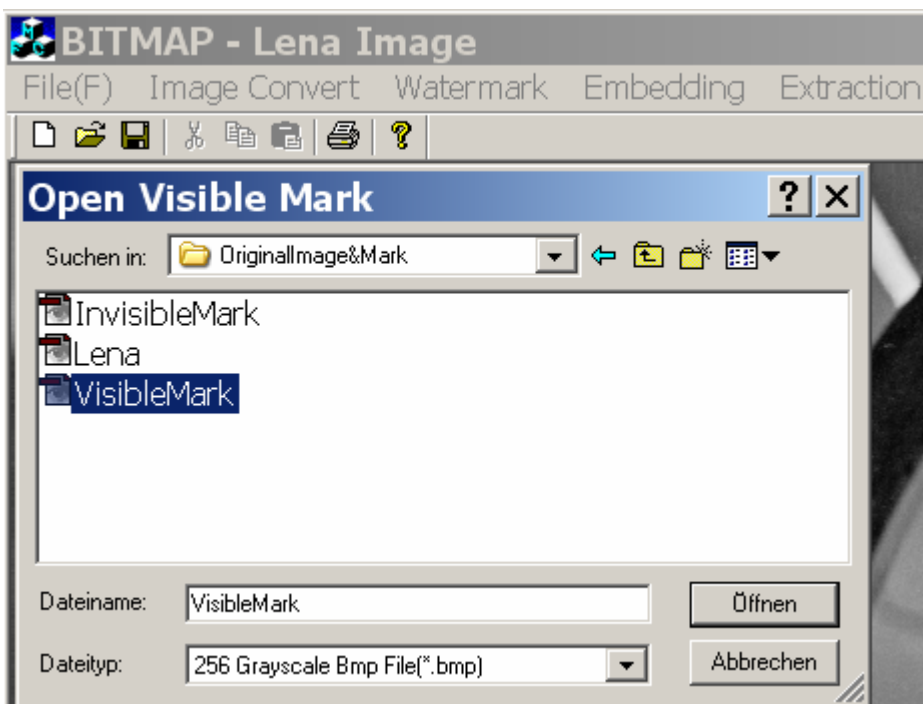 BITMAP - Lena Image
File(F) Image Convert Watermark Embedding Extraction
Open Visible Mark
Suchen in: OriginalImage&Mark
InvisibleMark
Lena
VisibleMark
Dateiname: VisibleMark Öffnen
Dateityp: 256 Grayscale Bmp File(*.bmp) Abbrechen